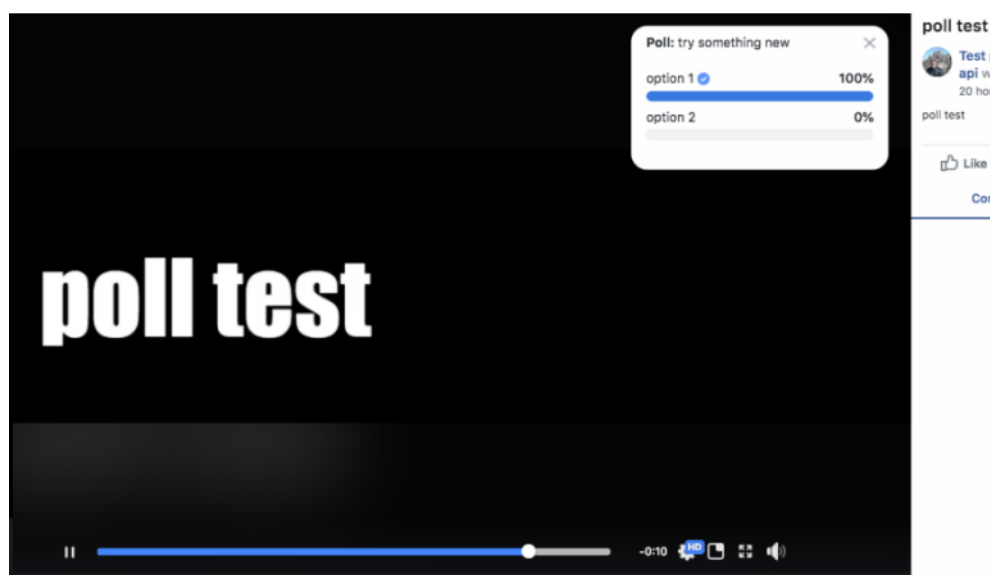 Poll: try something new
option 1
100%
option 2
0%
poll test
-0:10
HD
poll test
Test
api
20
poll test
Like